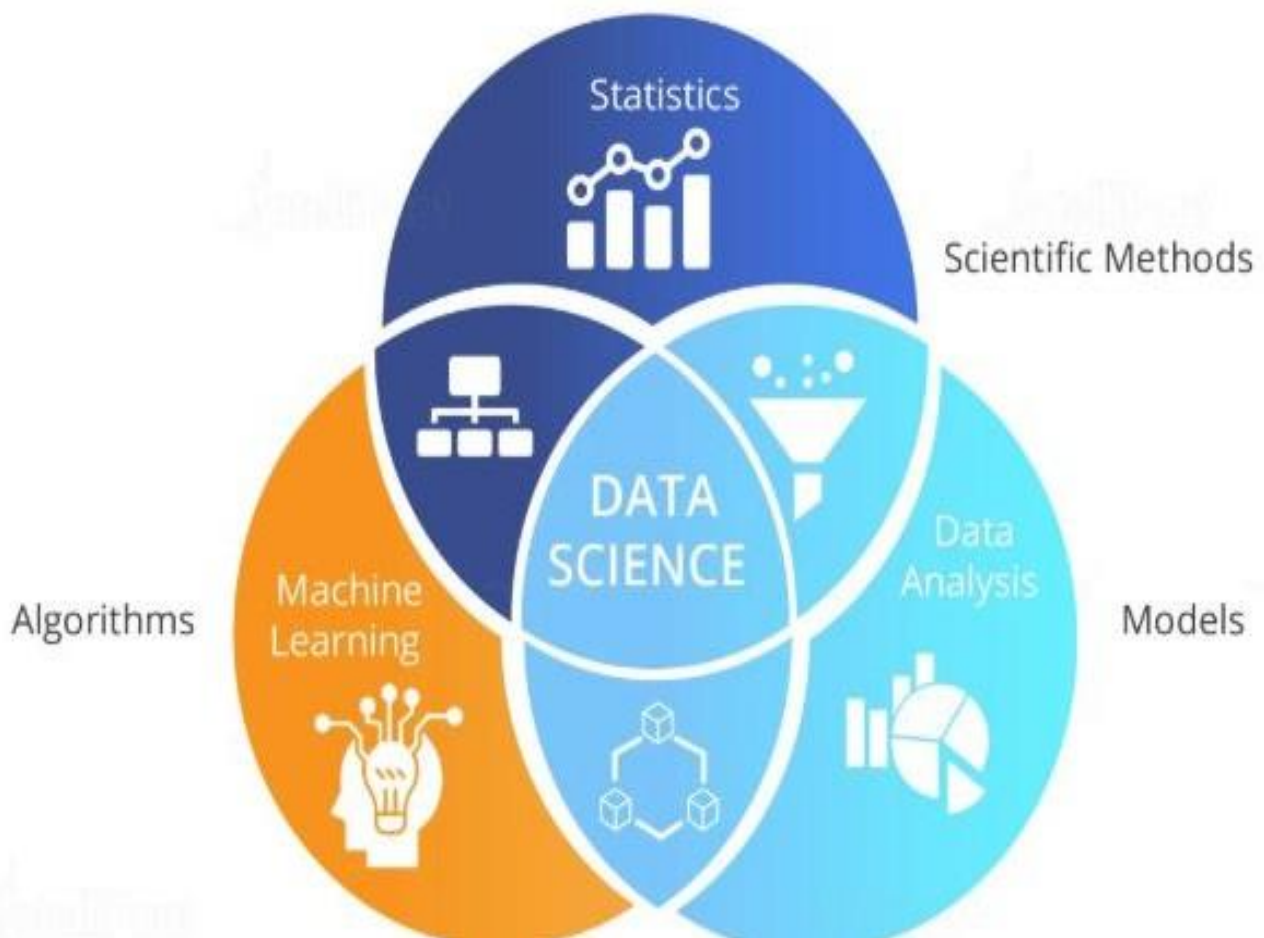 Statistics
Scientific Methods
DATA
SCIENCE
Data
Analysis
Machine
Learning
Algorithms
Models